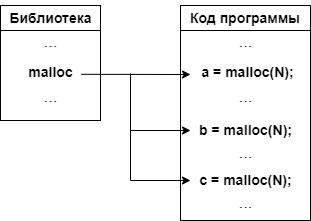 Библиотека
...
malloc
...
Код программы
...
a = malloc(N);
...
b = malloc(N);
...
c = malloc(N);
...